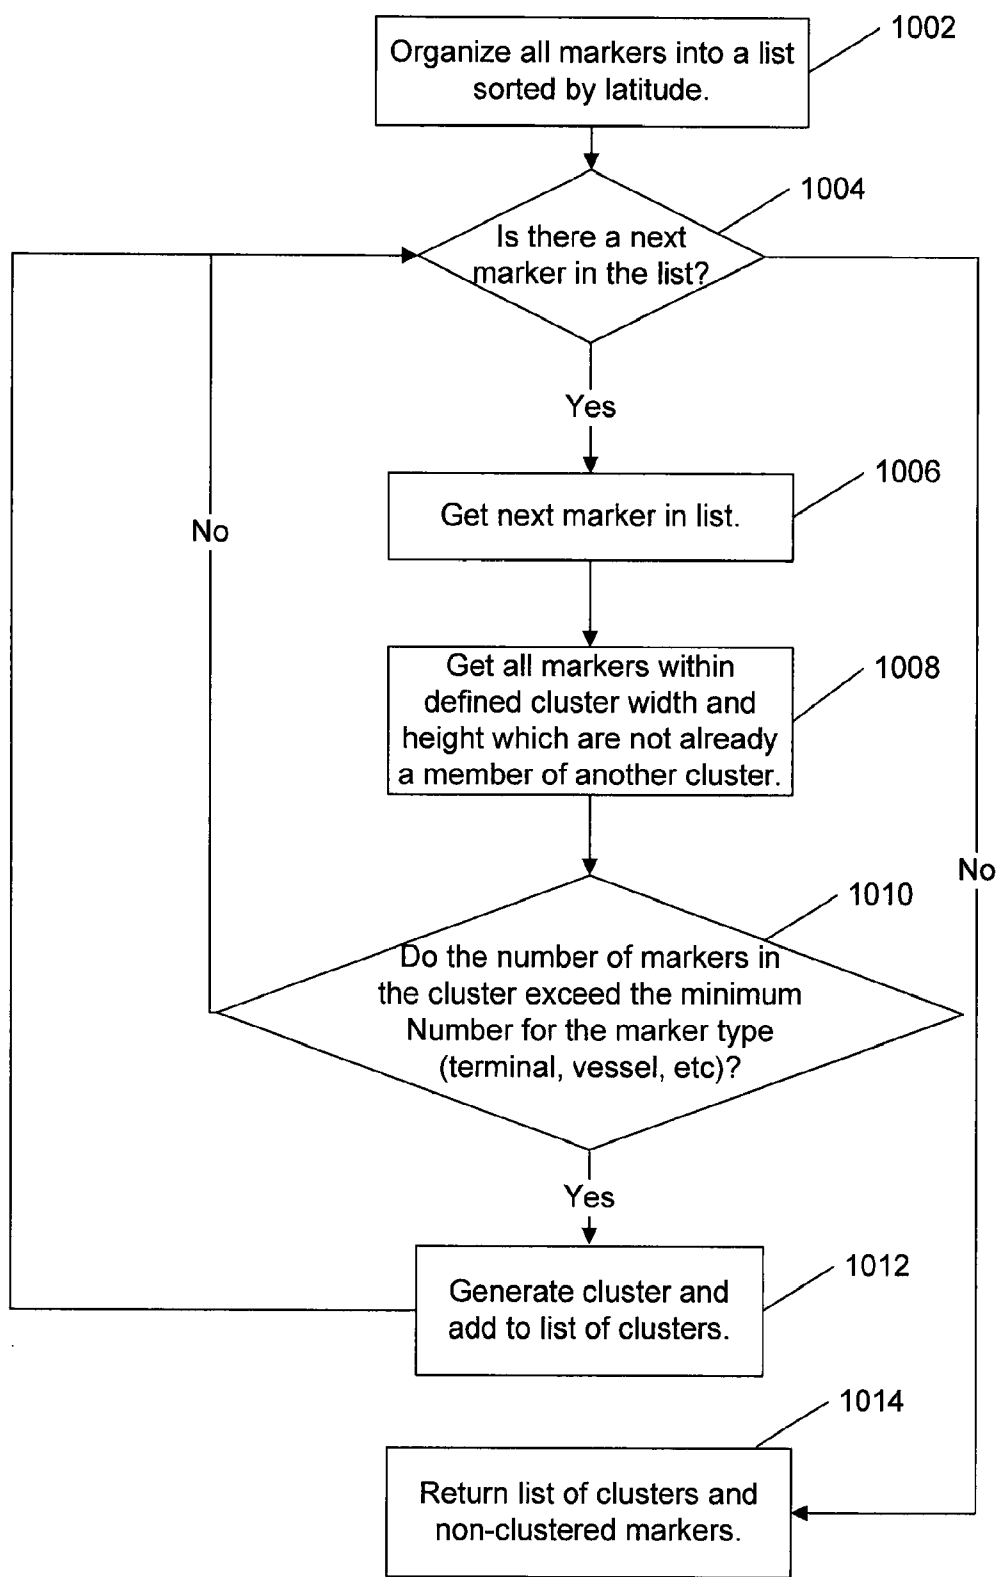 1002
Organize all markers into a list
sorted by latitude.
1004
Is there a next
marker in the list?
Yes
1006
Get next marker in list.
No
1008
Get all markers within
defined cluster width and
height which are not already
a member of another cluster.
No
1010
Do the number of markers in
the cluster exceed the minimum
Number for the marker type
(terminal, vessel, etc)?
Yes
1012
Generate cluster and
add to list of clusters.
1014
Return list of clusters and
non-clustered markers.